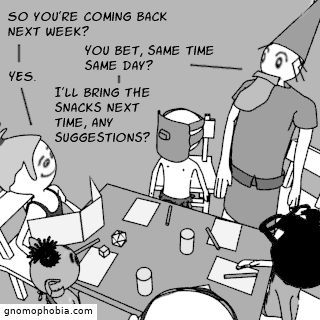 SO YOU'RE COMING BACK
NEXT WEEK?
YOU BET, SAME TIME
SAME DAY?
YES.
I'LL BRING THE
SNACKS NEXT
TIME, ANY
SUGGESTIONS?
gnomophobia.com